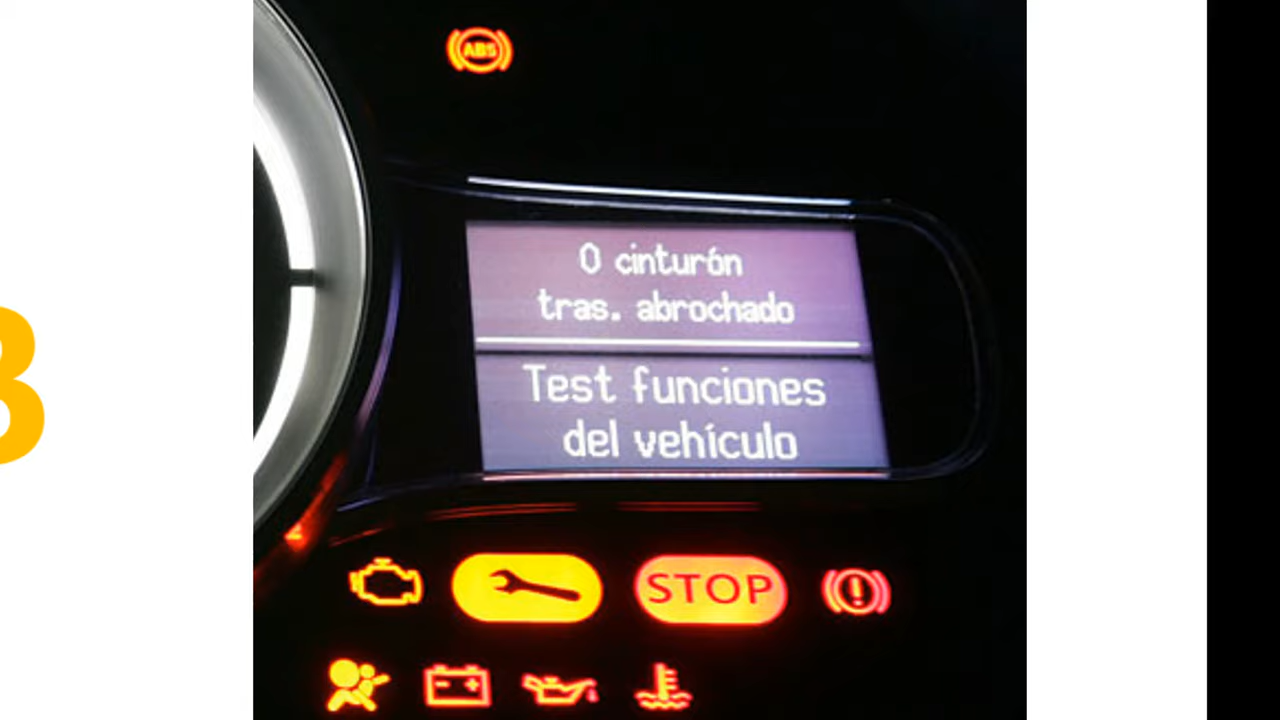 ABS
0 cinturón
tras. abrochado
Test funciones
del vehículo
STOP